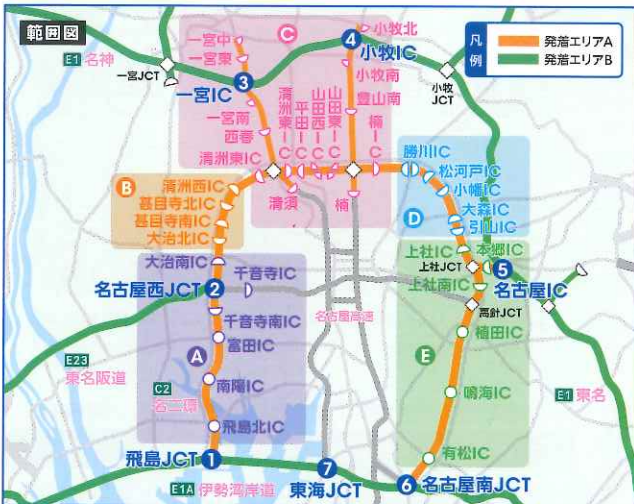 範囲図
凡例
発着エリアA
発着エリアB
E1 名神
一宮JCT
一宮中
一宮東
C
3
一宮IC
一宮南
西春
清洲東IC
4
小牧北
小牧IC
小牧南
豊山南
小牧JCT
清洲東IC
平田IC
山田西IC
山田東IC
楠IC
清須
楠
勝川IC
松河戸IC
小幡IC
大森IC
引山IC
D
B
清洲西IC
甚目寺北IC
甚目寺南IC
大治北IC
大治南IC
千音寺IC
名古屋西JCT
2
千音寺南IC
富田IC
A
南陽IC
飛島北IC
名古屋高速
上社IC
本郷IC
上社JCT
5
名古屋IC
上社南IC
高針JCT
植田IC
E
鳴海IC
有松IC
E23
東名阪道
C2
名二環
E1 東名
飛島JCT
1
7
東海JCT
6
名古屋南JCT
E1A 伊勢湾岸道